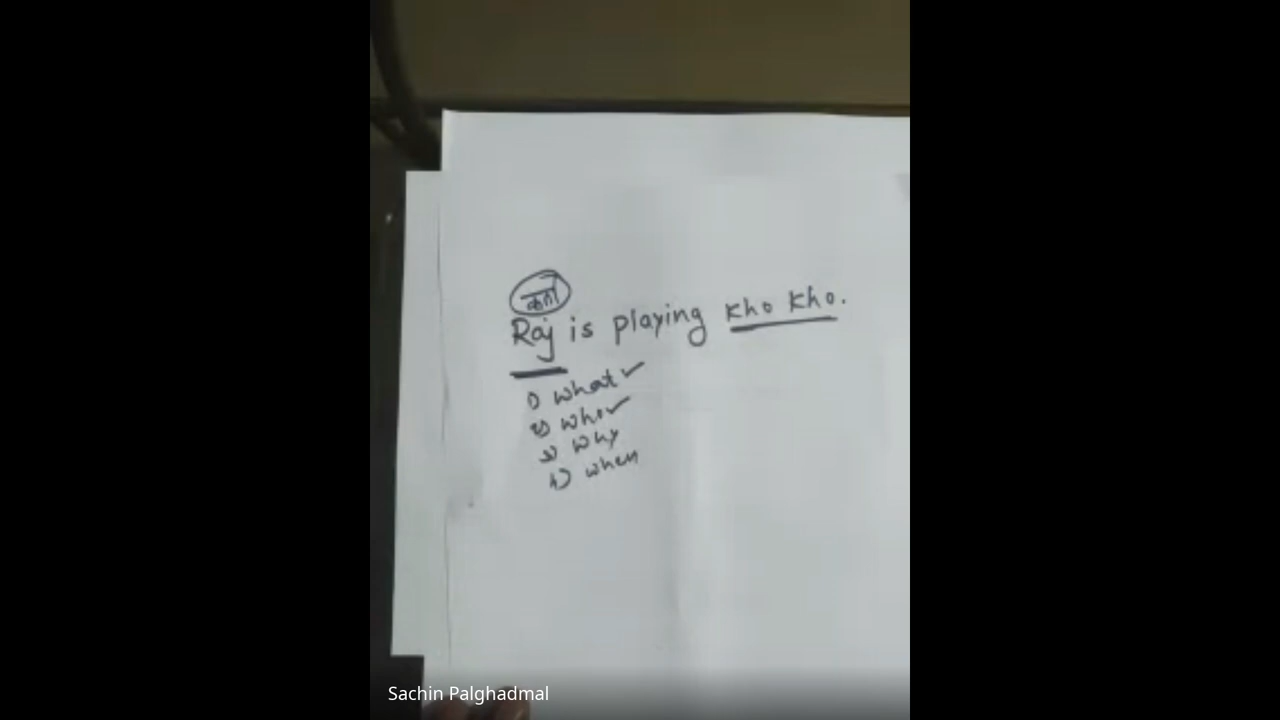 कर्ता
Raj is playing Kho Kho.
1) what ✓
2) who ✓
3) why
4) when
Sachin Palghadmal